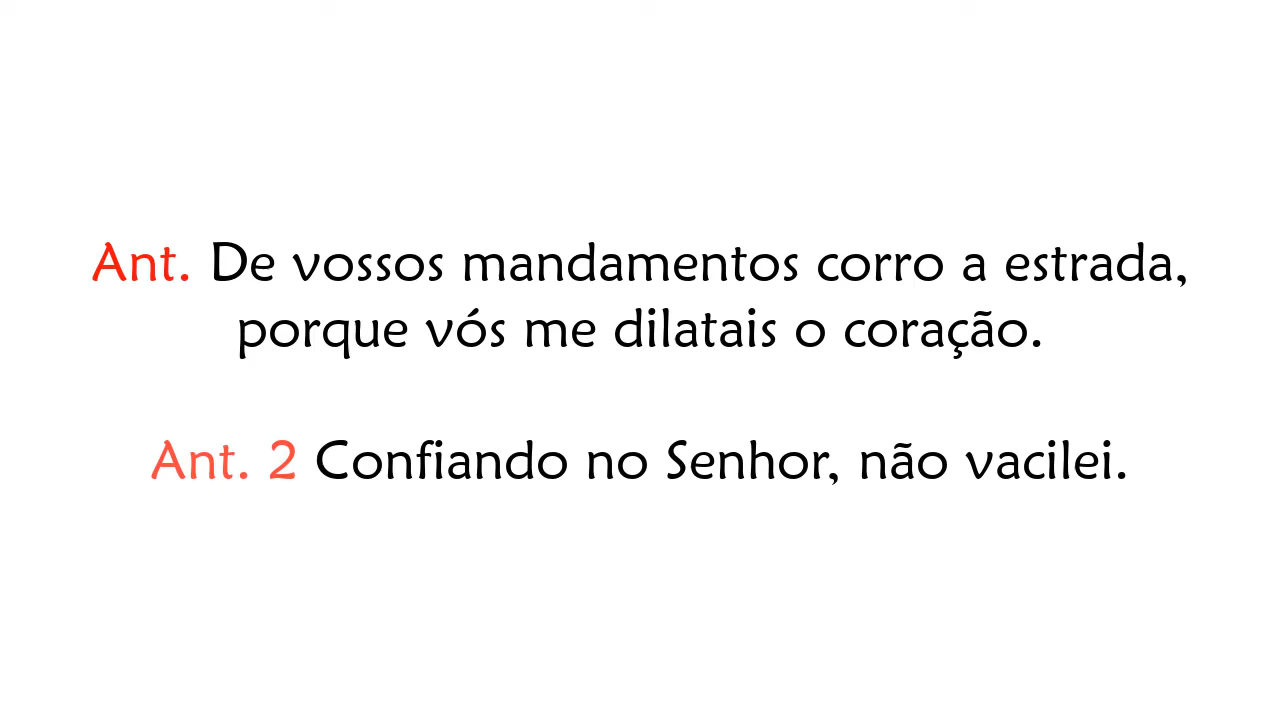 Ant. De vossos mandamentos corro a estrada,
porque vós me dilatais o coração.
Ant. 2 Confiando no Senhor, não vacilei.